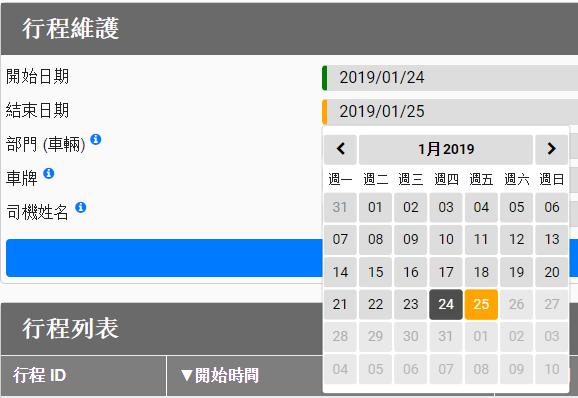 行程維護
開始日期 2019/01/24
結束日期 2019/01/25
部門 (車輛)
車牌
司機姓名
1月 2019
週一 週二 週三 週四 週五 週六 週日
31 01 02 03 04 05 06
07 08 09 10 11 12 13
14 15 16 17 18 19 20
21 22 23 24 25 26 27
28 29 30 31 01 02 03
04 05 06 07 08 09 10
行程列表
行程 ID ▼開始時間